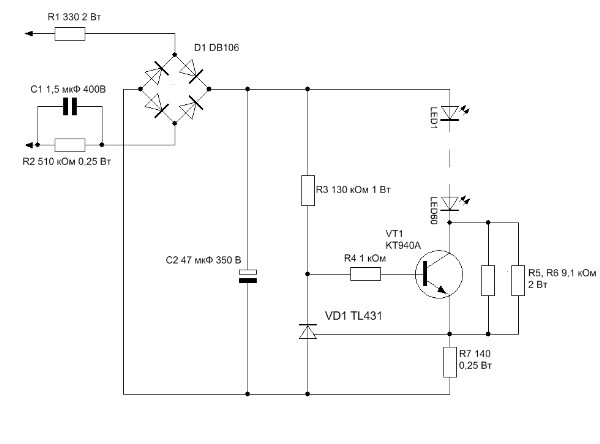 R1 330 2 Вт
D1 DB106
C1 1,5 мкФ 400В
R2 510 кОм 0,25 Вт
LED1
R3 130 кОм 1 Вт
LED60
VT1
КТ940А
C2 47 мкФ 350 В
R4 1 кОм
R5, R6 9,1 кОм
2 Вт
VD1 TL431
R7 140
0,25 Вт